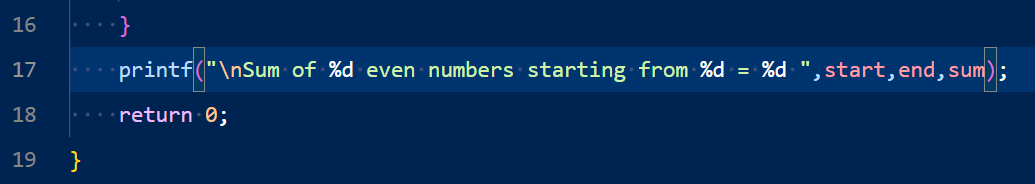 16 }
17 printf("\nSum of %d even numbers starting from %d = %d ",start,end,sum);
18 return 0;
19 }